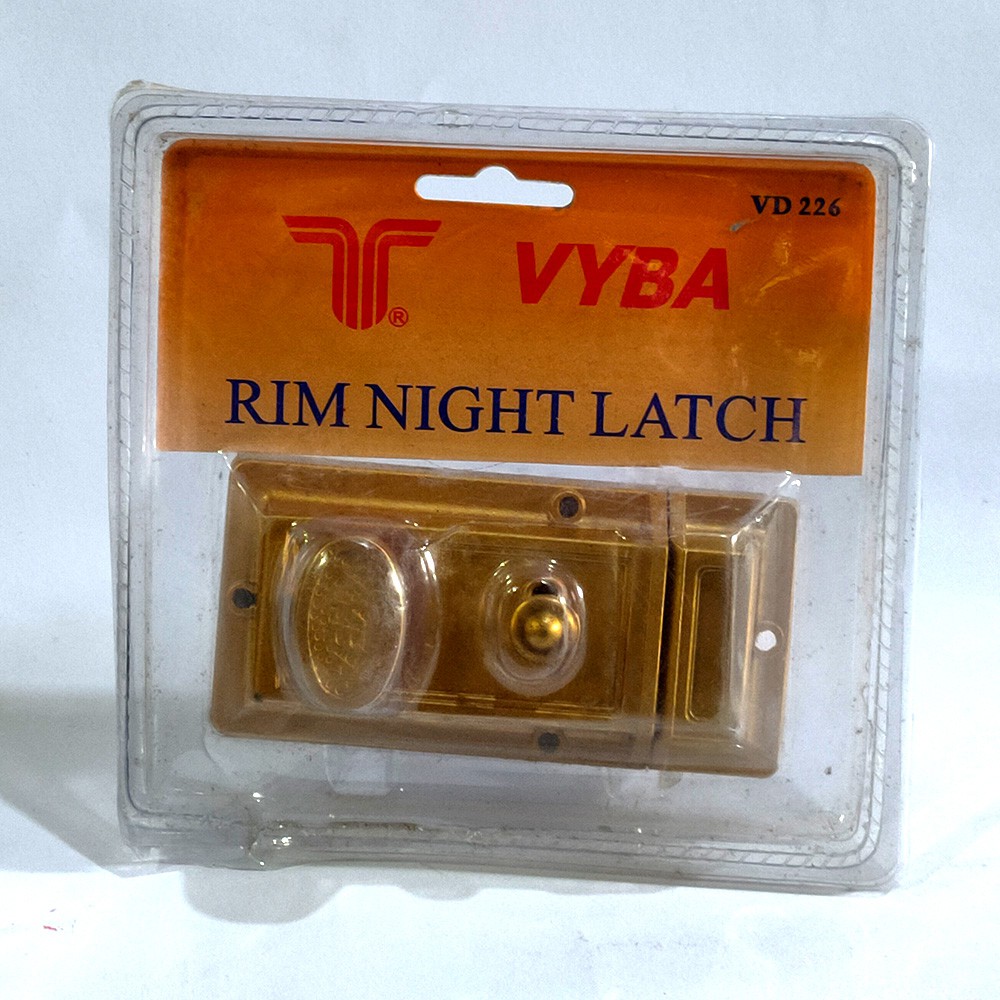 VD 226
®
VYBA
RIM NIGHT LATCH